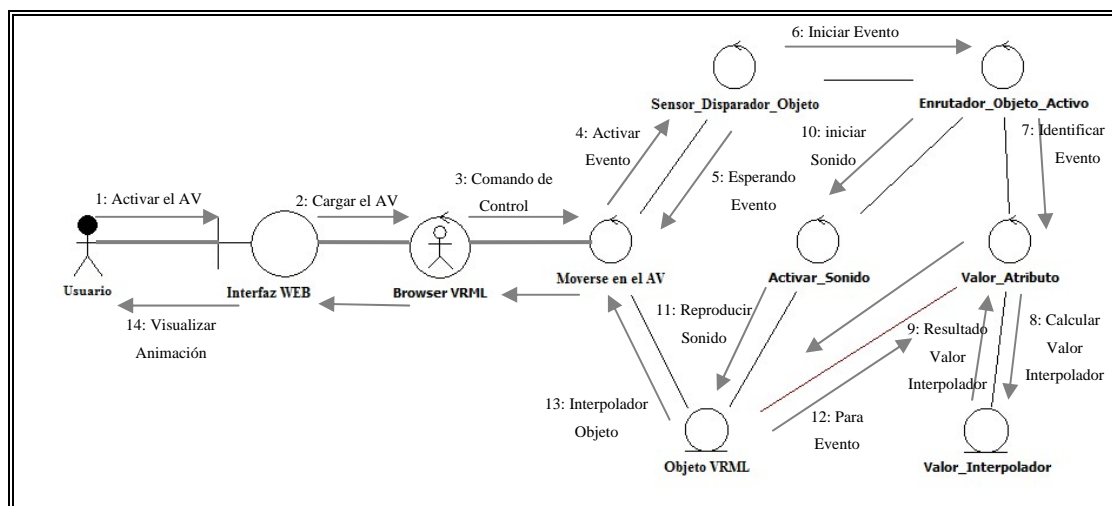 6: Iniciar Evento
Sensor_Disparador_Objeto
Enrutador_Objeto_Activo
4: Activar
Evento
10: iniciar
Sonido
7: Identificar
Evento
5: Esperando
Evento
3: Comando de
Control
1: Activar el AV
2: Cargar el AV
Usuario
Interfaz WEB
Browser VRML
Moverse en el AV
Activar_Sonido
Valor_Atributo
14: Visualizar
Animación
11: Reproducir
Sonido
9: Resultado
Valor
Interpolador
8: Calcular
Valor
Interpolador
13: Interpolador
Objeto
12: Para
Evento
Objeto VRML
Valor_Interpolador